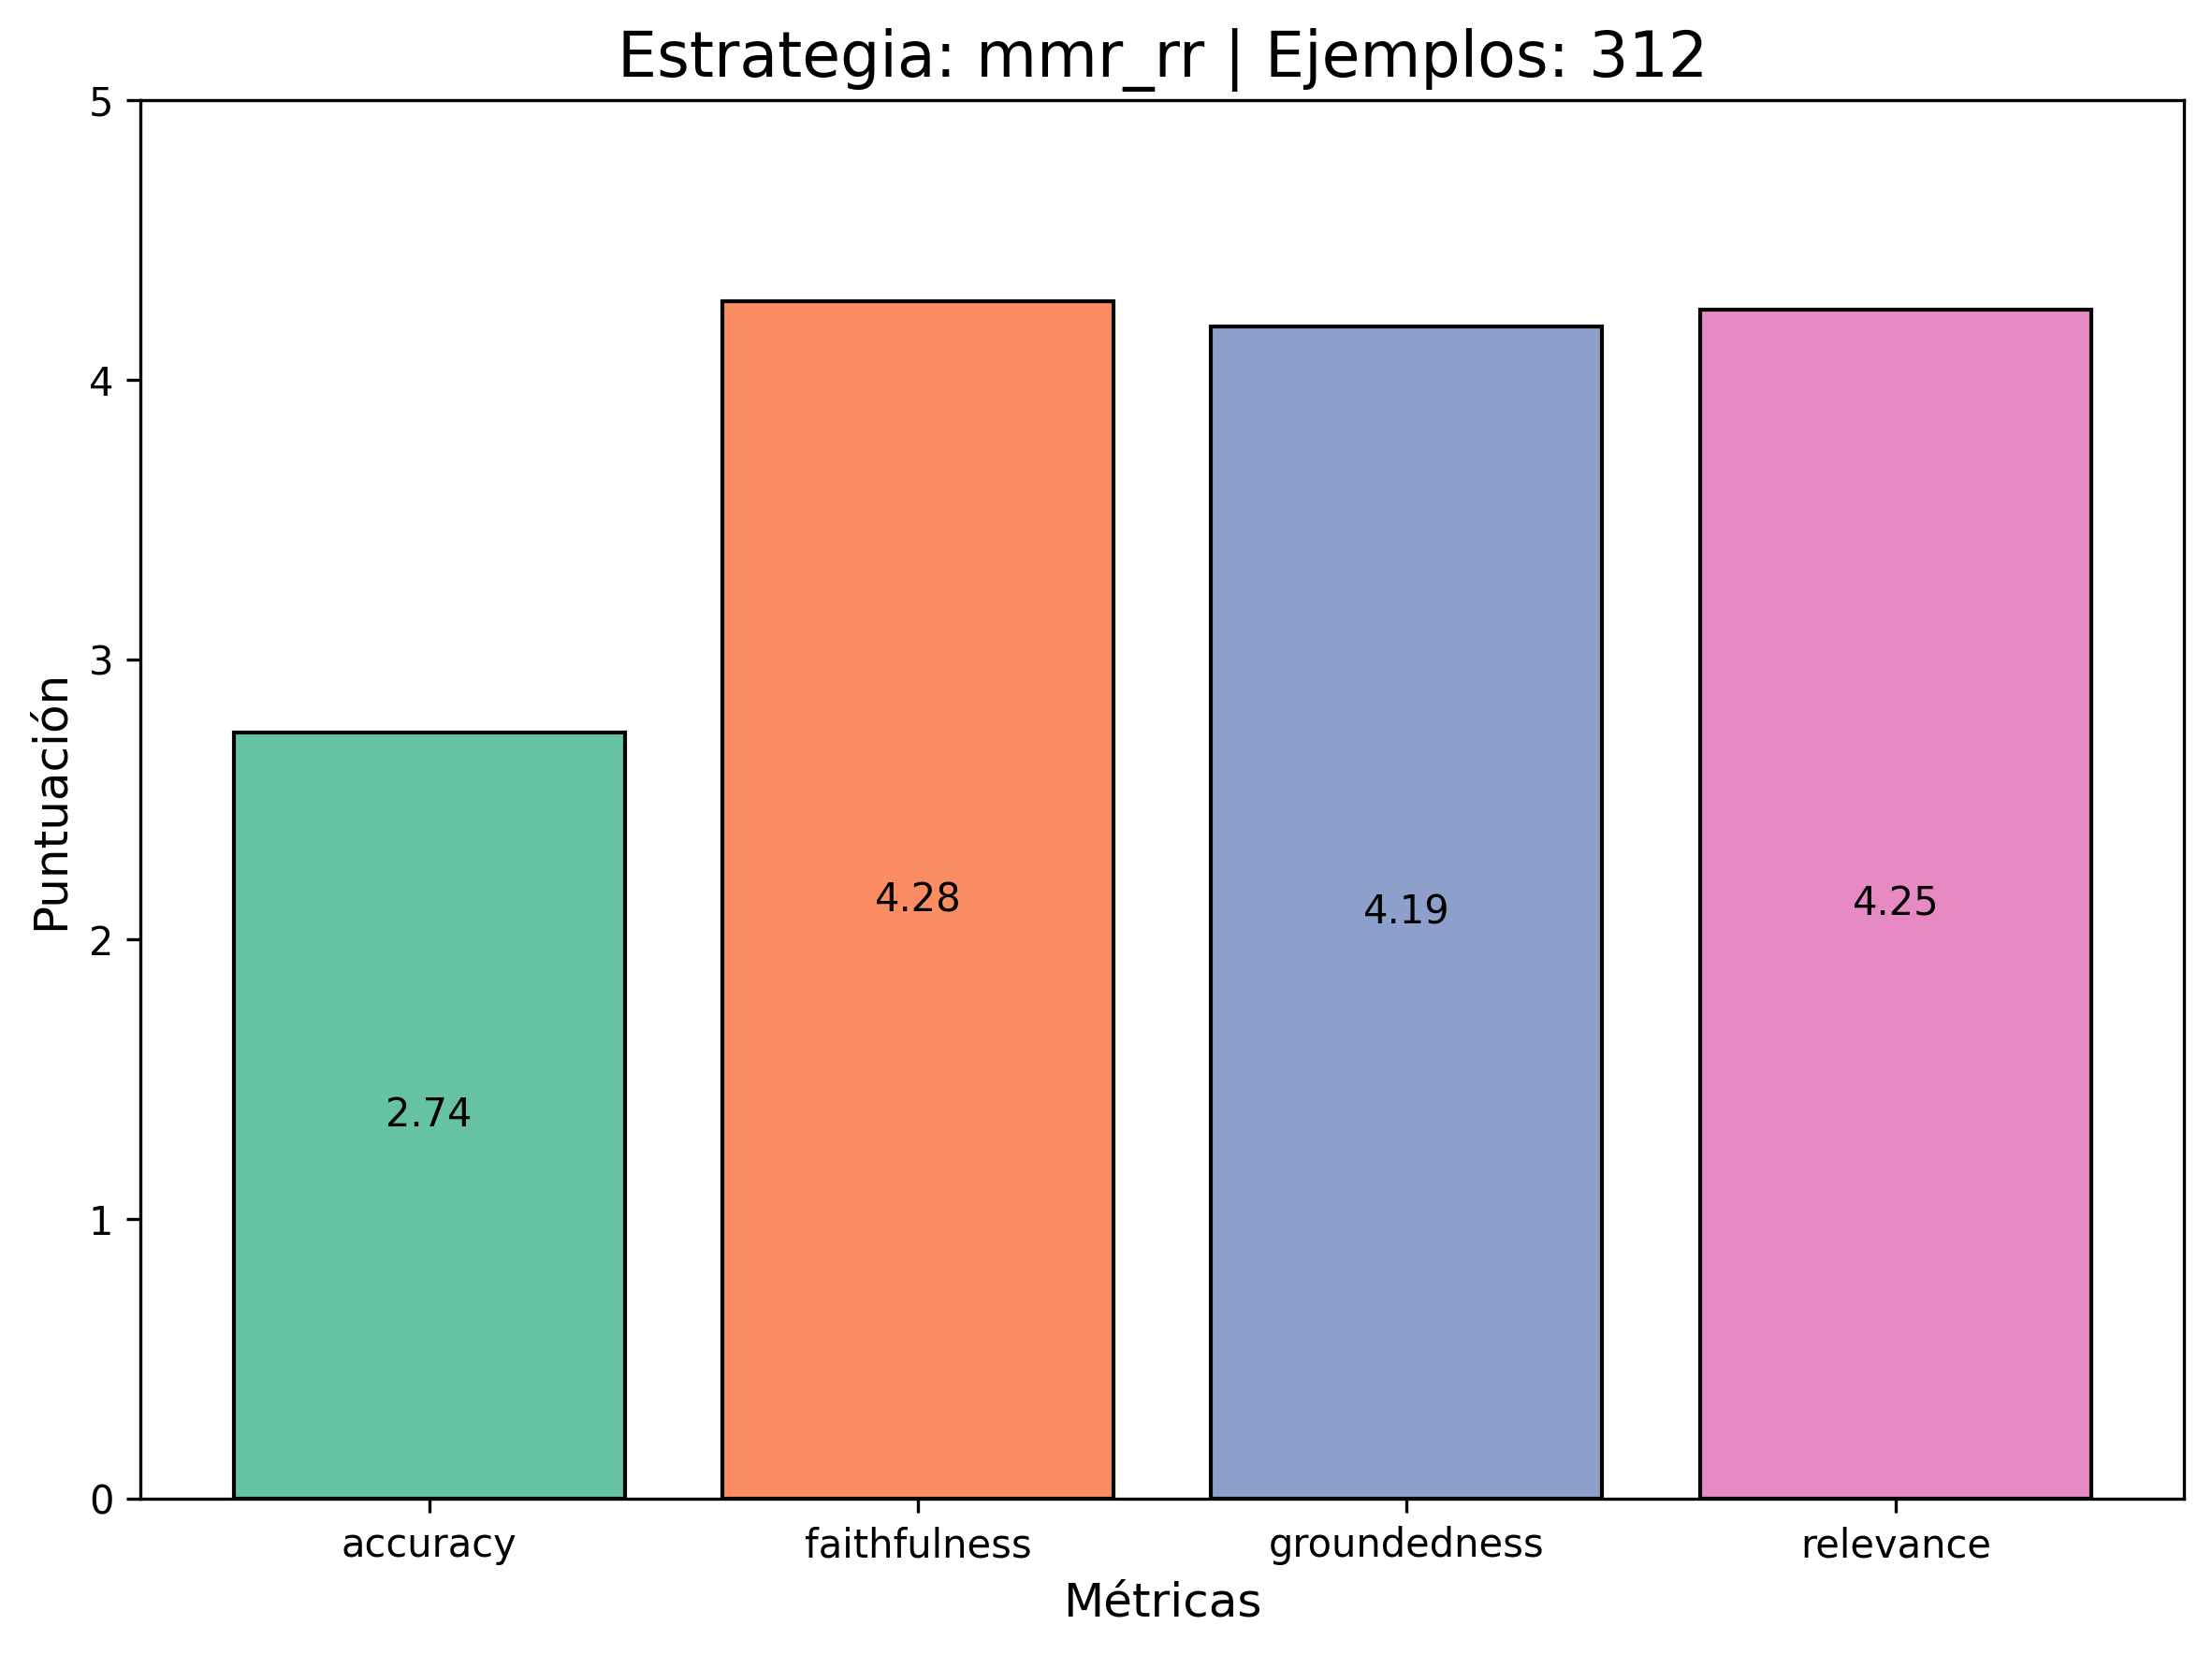 Estrategia: mmr_rr | Ejemplos: 312
Puntuación
5
4
3
2
1
0
2.74
4.28
4.19
4.25
accuracy
faithfulness
groundedness
relevance
Métricas